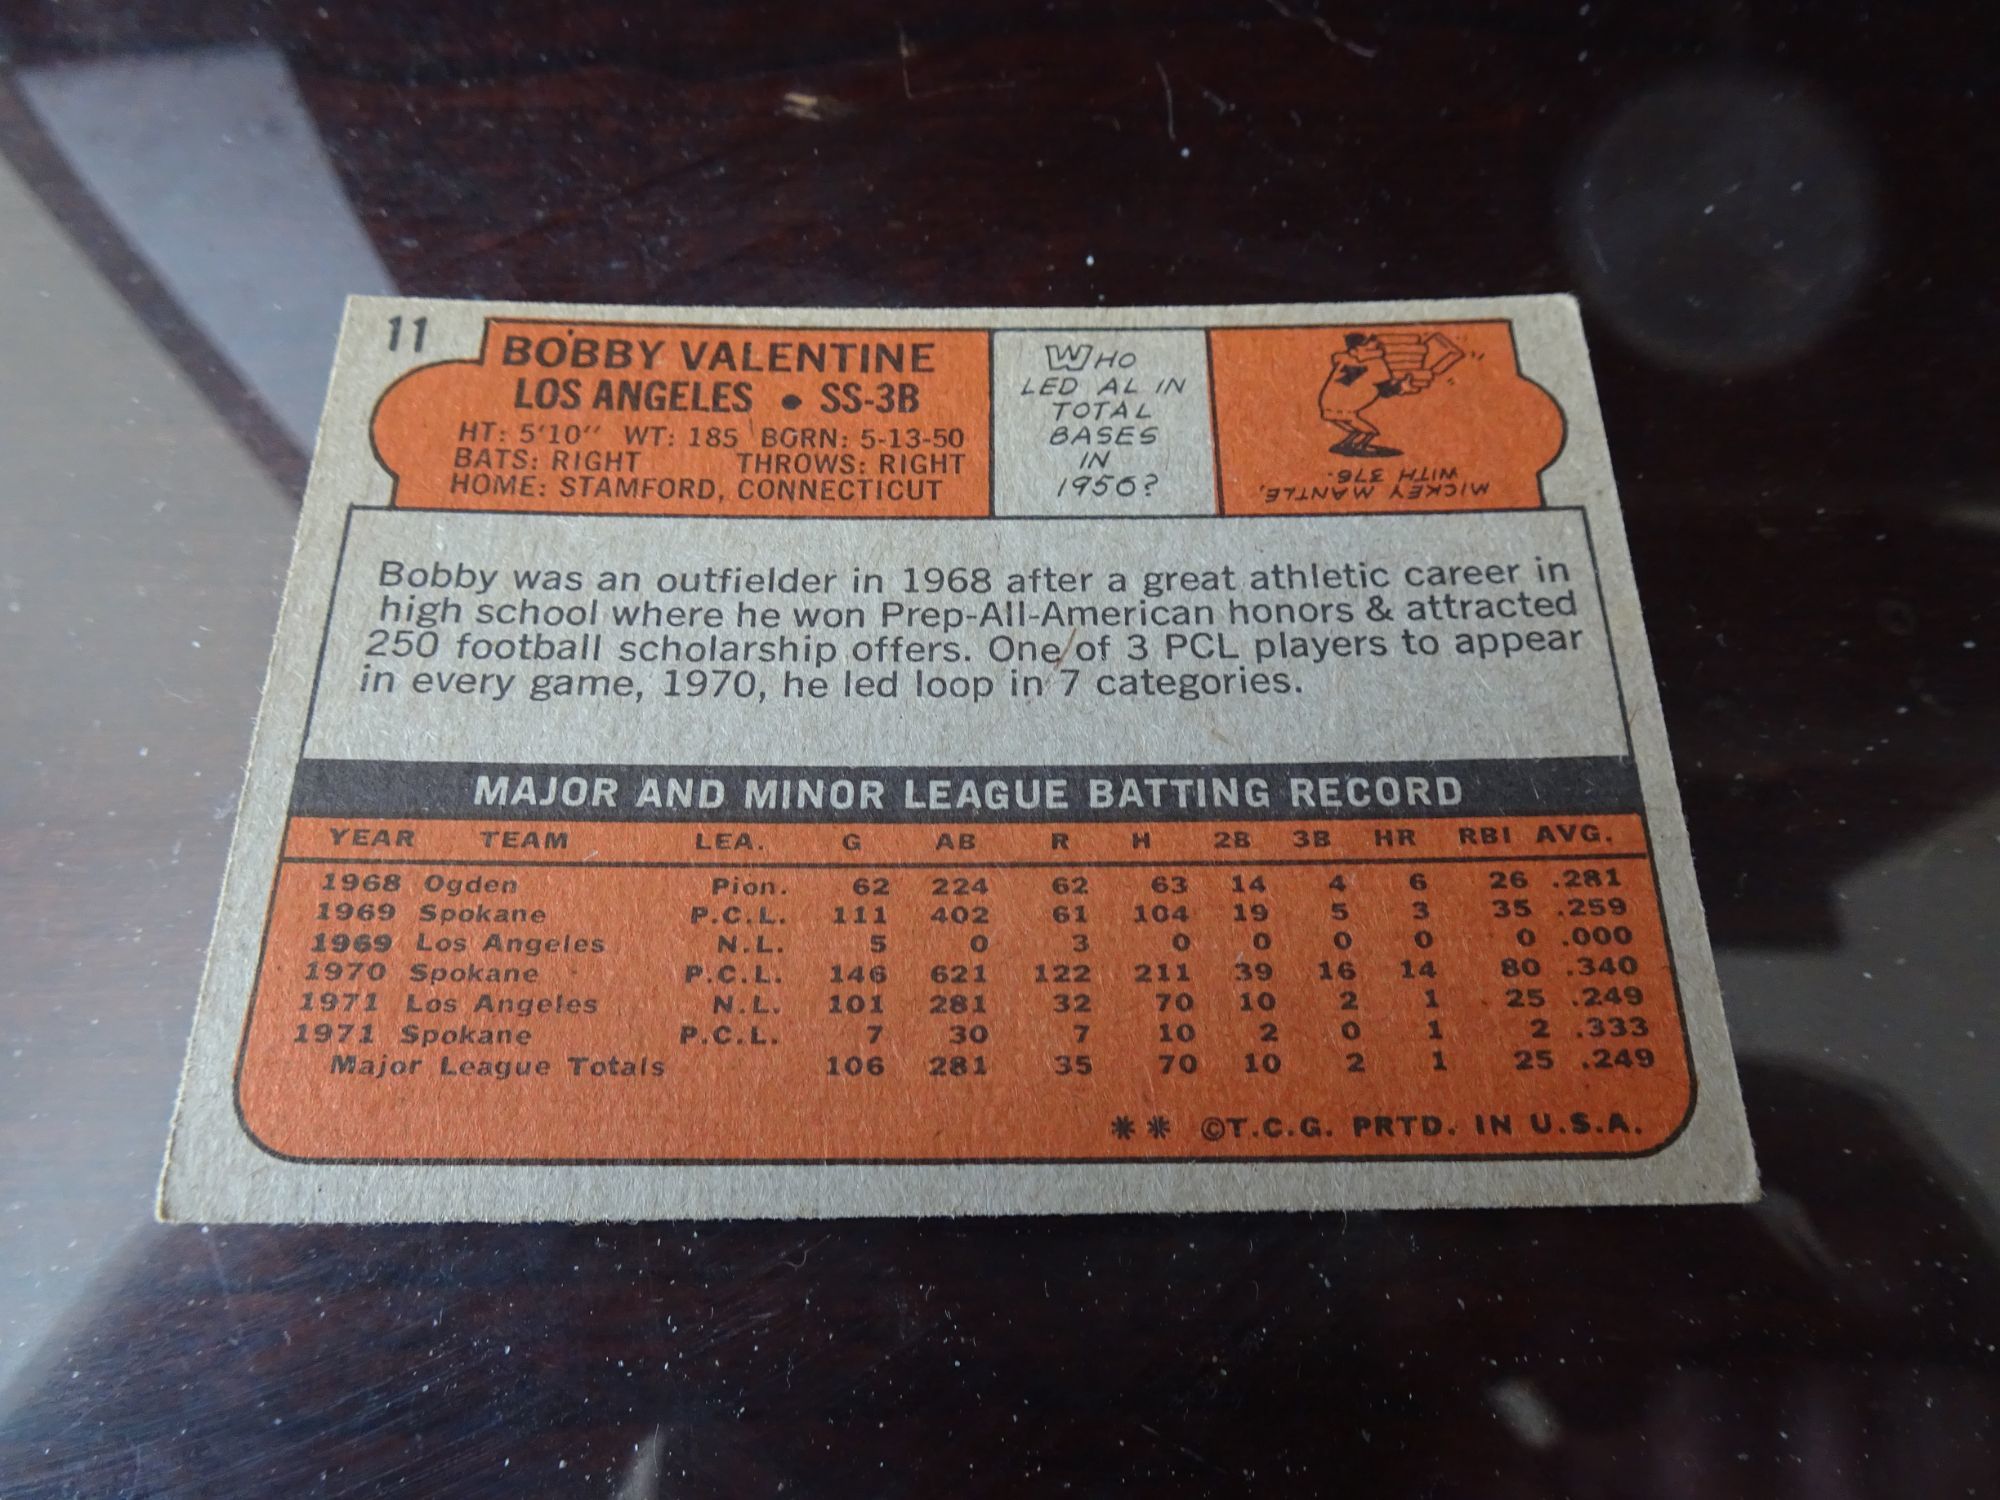 11
BOBBY VALENTINE
LOS ANGELES • SS-3B
HT: 5'10" WT: 185 BORN: 5-13-50
BATS: RIGHT THROWS: RIGHT
HOME: STAMFORD, CONNECTICUT
WHO
LED AL IN
TOTAL
BASES
IN
1956?
MICKEY MANTLE,
WITH 376.
Bobby was an outfielder in 1968 after a great athletic career in
high school where he won Prep-All-American honors & attracted
250 football scholarship offers. One of 3 PCL players to appear
in every game, 1970, he led loop in 7 categories.
MAJOR AND MINOR LEAGUE BATTING RECORD
YEAR TEAM LEA. G AB R H 2B 3B HR RBI AVG.
1968 Ogden Pion. 62 224 62 63 14 4 6 26 .281
1969 Spokane P.C.L. 111 402 61 104 19 5 3 35 .259
1969 Los Angeles N.L. 5 0 3 0 0 0 0 0 .000
1970 Spokane P.C.L. 146 621 122 211 39 16 14 80 .340
1971 Los Angeles N.L. 101 281 32 70 10 2 1 25 .249
1971 Spokane P.C.L. 7 30 7 10 2 0 1 2 .333
Major League Totals 106 281 35 70 10 2 1 25 .249
** ©T.C.G. PRTD. IN U.S.A.